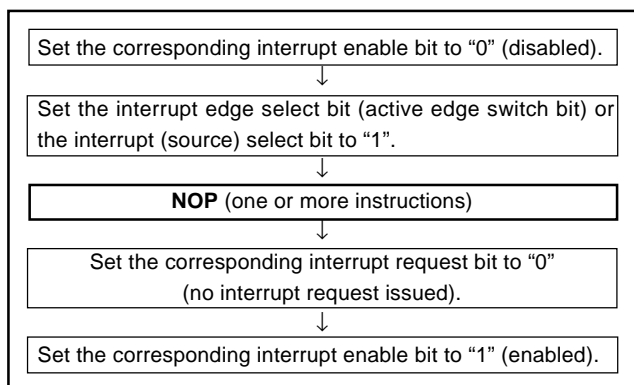 Set the corresponding interrupt enable bit to “0” (disabled).
↓
Set the interrupt edge select bit (active edge switch bit) or
the interrupt (source) select bit to “1”.
↓
NOP (one or more instructions)
↓
Set the corresponding interrupt request bit to “0”
(no interrupt request issued).
↓
Set the corresponding interrupt enable bit to “1” (enabled).